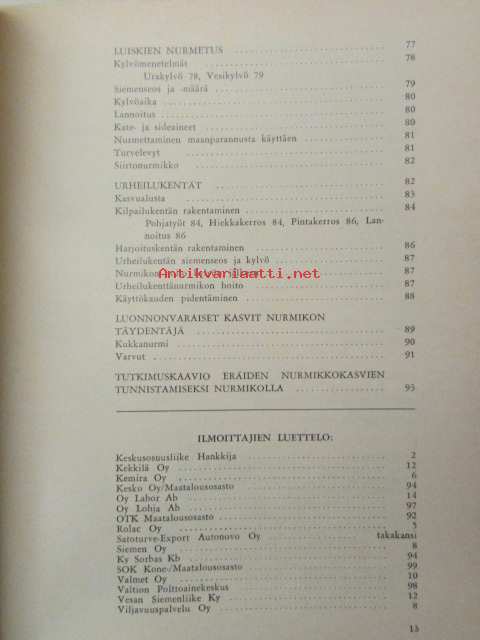 LUISKIEN NURMETUS 77
Kylvömenetelmät 78
Urakylvö 78, Vesikylvö 79
Siemenseos ja -määrä 79
Kylvöaika 80
Lannoitus 80
Kate- ja sideaineet 80
Nurmettaminen maanparannusta käyttäen 81
Turvelevyt 81
Siirtonurmikko 82
URHEILUKENTÄT 82
Kasvualusta 83
Kilpailukentän rakentaminen 84
Pohjatyöt 84, Hiekkakerros 84, Pintakerros 86, Lan-
noitus 86
Harjoituskentän rakentaminen 86
Urheilukentän siemenseos ja kylvö 87
Nurmikon 87
Antikvariaatti.net
Urheilukenttänurmikon hoito 87
Käyttökauden pidentäminen 88
LUONNONVARAISET KASVIT NURMIKON
TÄYDENTÄJÄ 89
Kukkanurmi 90
Varvut 91
TUTKIMUSKAAVIO ERÄIDEN NURMIKKOKASVIEN
TUNNISTAMISEKSI NURMIKOLLA 93
ILMOITTAJIEN LUETTELO:
Keskusosuusliike Hankkija 2
Kekkilä Oy 12
Kemira Oy 6
Kesko Oy/Maatalousosasto 94
Oy Labor Ab 14
Oy Lohja Ab 97
OTK Maatalousosasto 92
Rolac Oy 5
Satoturve-Export Autonovo Oy takakansi
Siemen Oy 8
Ky Sorbas Kb 94
SOK Kone-/Maatalousosasto 99
Valmet Oy 10
Valtion Polttoainekeskus 98
Vesan Siemenliike Ky 12
Viljavuuspalvelu Oy 8
13